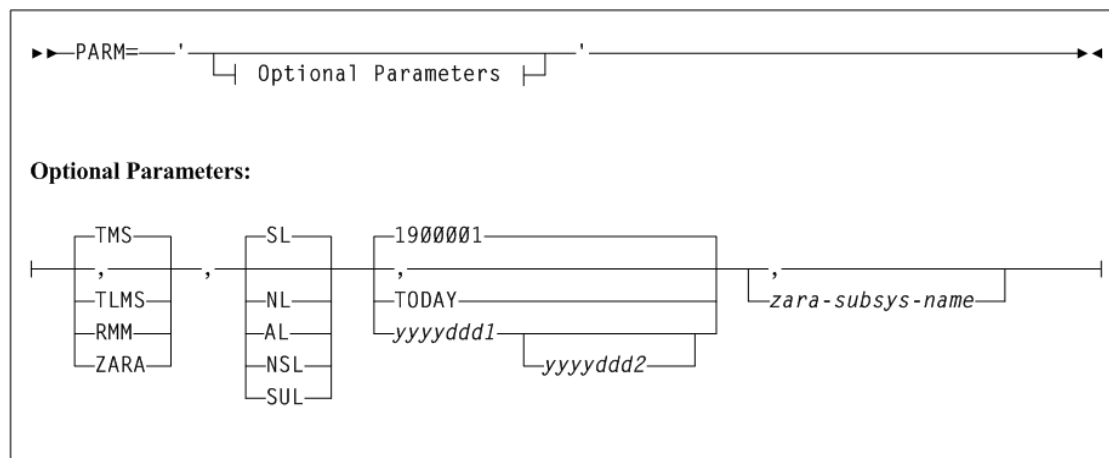 PARM= ' '
Optional Parameters
Optional Parameters:
TMS SL 19ØØØØ1
, , , , , ,
TLMS NL TODAY zara-subsys-name
RMM AL yyyyddd1
ZARA NSL yyyyddd2
SUL